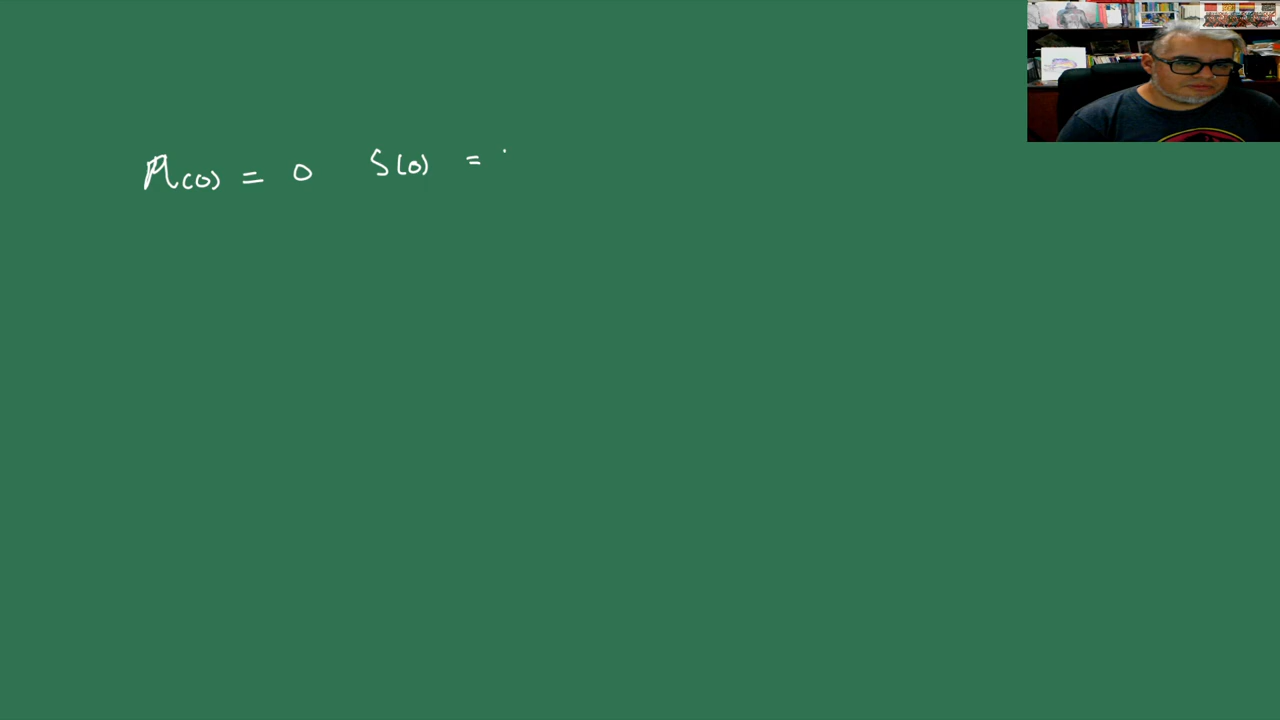 A(0) = 0 S(0) =